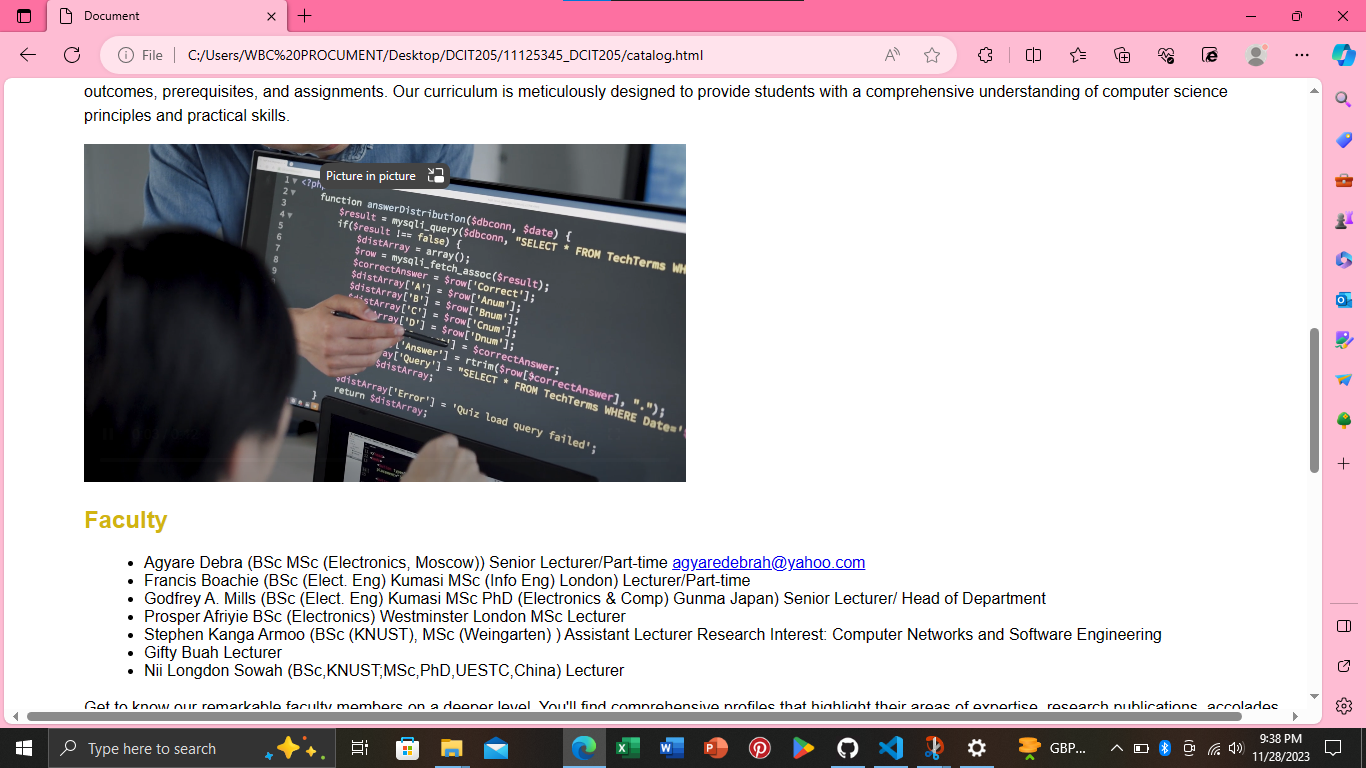 Document
File
C:/Users/WBC%20PROCUMENT/Desktop/DCIT205/11125345_DCIT205/catalog.html
outcomes, prerequisites, and assignments. Our curriculum is meticulously designed to provide students with a comprehensive understanding of computer science
principles and practical skills.
Picture in picture
1 <?php
2
3 function answerDistribution($dbconn, $date) {
4 $result = mysqli_query($dbconn, "SELECT * FROM TechTerms WH
5 if($result !== false) {
6 $distArray = array();
7 $row = mysqli_fetch_assoc($result);
8 $correctAnswer = $row['Correct'];
9 $distArray['A'] = $row['Anum'];
$distArray['B'] = $row['Bnum'];
$distArray['C'] = $row['Cnum'];
Array['D'] = $row['Dnum'];
'] = $correctAnswer;
['Answer'] = rtrim($row[$correctAnswer], ".");
['Query'] = "SELECT * FROM TechTerms WHERE Date='
$distArray;
$distArray['Error'] = 'Quiz load query failed';
return $distArray;
}
Faculty
• Agyare Debra (BSc MSc (Electronics, Moscow)) Senior Lecturer/Part-time agyaredebrah@yahoo.com
• Francis Boachie (BSc (Elect. Eng) Kumasi MSc (Info Eng) London) Lecturer/Part-time
• Godfrey A. Mills (BSc (Elect. Eng) Kumasi MSc PhD (Electronics & Comp) Gunma Japan) Senior Lecturer/ Head of Department
• Prosper Afriyie BSc (Electronics) Westminster London MSc Lecturer
• Stephen Kanga Armoo (BSc (KNUST), MSc (Weingarten) ) Assistant Lecturer Research Interest: Computer Networks and Software Engineering
• Gifty Buah Lecturer
• Nii Longdon Sowah (BSc,KNUST;MSc,PhD,UESTC,China) Lecturer
Get to know our remarkable faculty members on a deeper level. You'll find comprehensive profiles that highlight their areas of expertise, research publications, accolades
Type here to search
GBP...
9:38 PM
11/28/2023